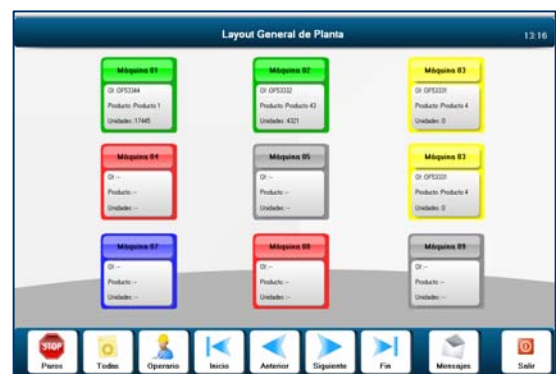 Layout General de Planta
13:16
Máquina 01
Máquina 02
Máquina 03
OI: OF53344
OI: OF53332
OI: OF53331
Producto: Producto 1
Producto: Producto 43
Producto: Producto 4
Unidades: 17445
Unidades: 4321
Unidades: 0
Máquina 04
Máquina 05
Máquina 03
OI: --
OI: --
OI: OF53331
Producto: --
Producto: --
Producto: Producto 4
Unidades: --
Unidades: --
Unidades: 0
Máquina 07
Máquina 08
Máquina 09
OI: --
OI: --
OI: --
Producto: --
Producto: --
Producto: --
Unidades: --
Unidades: --
Unidades: --
STOP
Paros
Todas
Operario
Inicio
Anterior
Siguiente
Fin
Mensajes
Salir